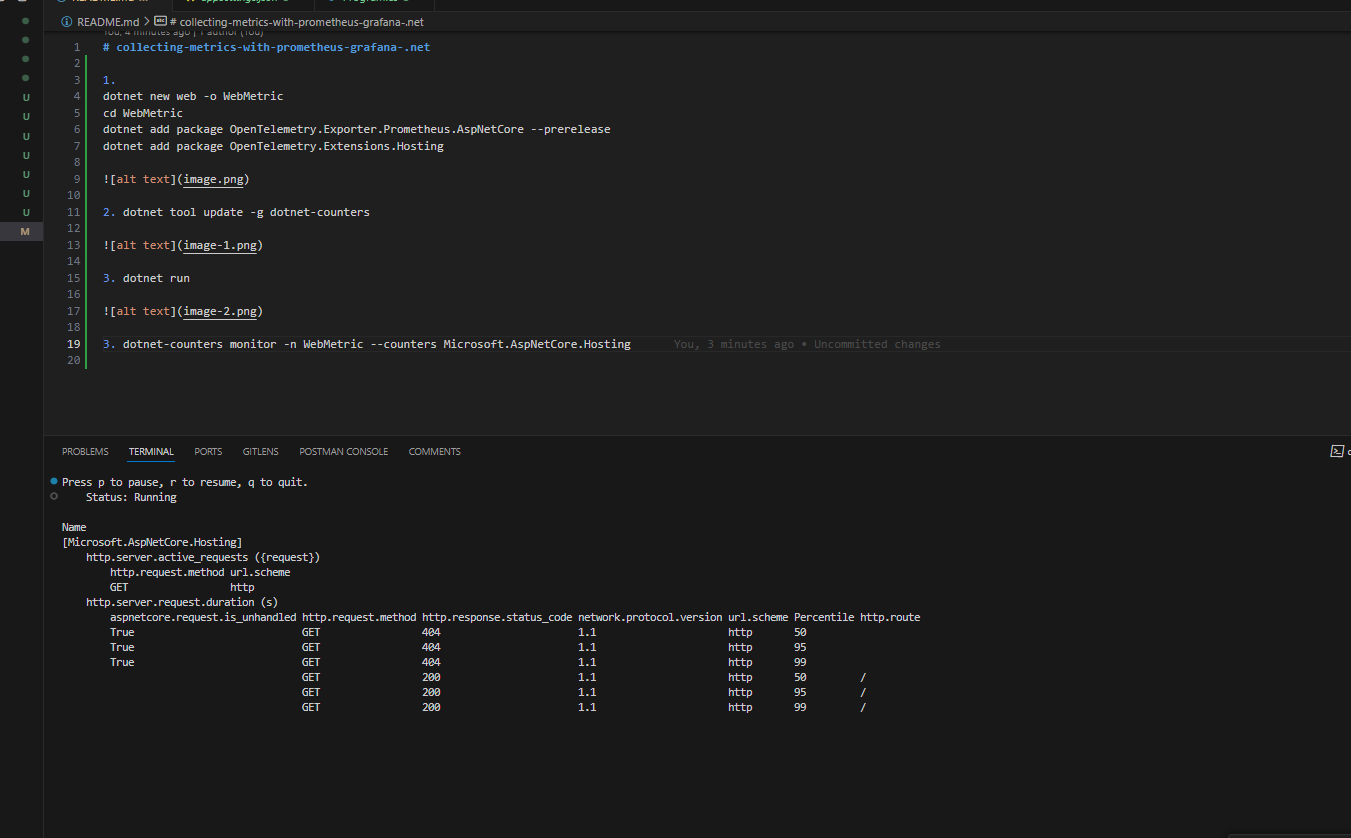 README.md > # collecting-metrics-with-prometheus-grafana-.net
You, 4 minutes ago | 1 author (You)
1 # collecting-metrics-with-prometheus-grafana-.net
2
3 1.
4 dotnet new web -o WebMetric
5 cd WebMetric
6 dotnet add package OpenTelemetry.Exporter.Prometheus.AspNetCore --prerelease
7 dotnet add package OpenTelemetry.Extensions.Hosting
8
9 ![alt text](image.png)
10
11 2. dotnet tool update -g dotnet-counters
12
13 ![alt text](image-1.png)
14
15 3. dotnet run
16
17 ![alt text](image-2.png)
18
19 3. dotnet-counters monitor -n WebMetric --counters Microsoft.AspNetCore.Hosting You, 3 minutes ago • Uncommitted changes
20
U
U
U
U
U
U
U
M
PROBLEMS TERMINAL PORTS GITLENS POSTMAN CONSOLE COMMENTS
Press p to pause, r to resume, q to quit.
Status: Running
Name
[Microsoft.AspNetCore.Hosting]
http.server.active_requests ({request})
http.request.method url.scheme
GET http
http.server.request.duration (s)
aspnetcore.request.is_unhandled http.request.method http.response.status_code network.protocol.version url.scheme Percentile http.route
True GET 404 1.1 http 50
True GET 404 1.1 http 95
True GET 404 1.1 http 99
GET 200 1.1 http 50 /
GET 200 1.1 http 95 /
GET 200 1.1 http 99 /